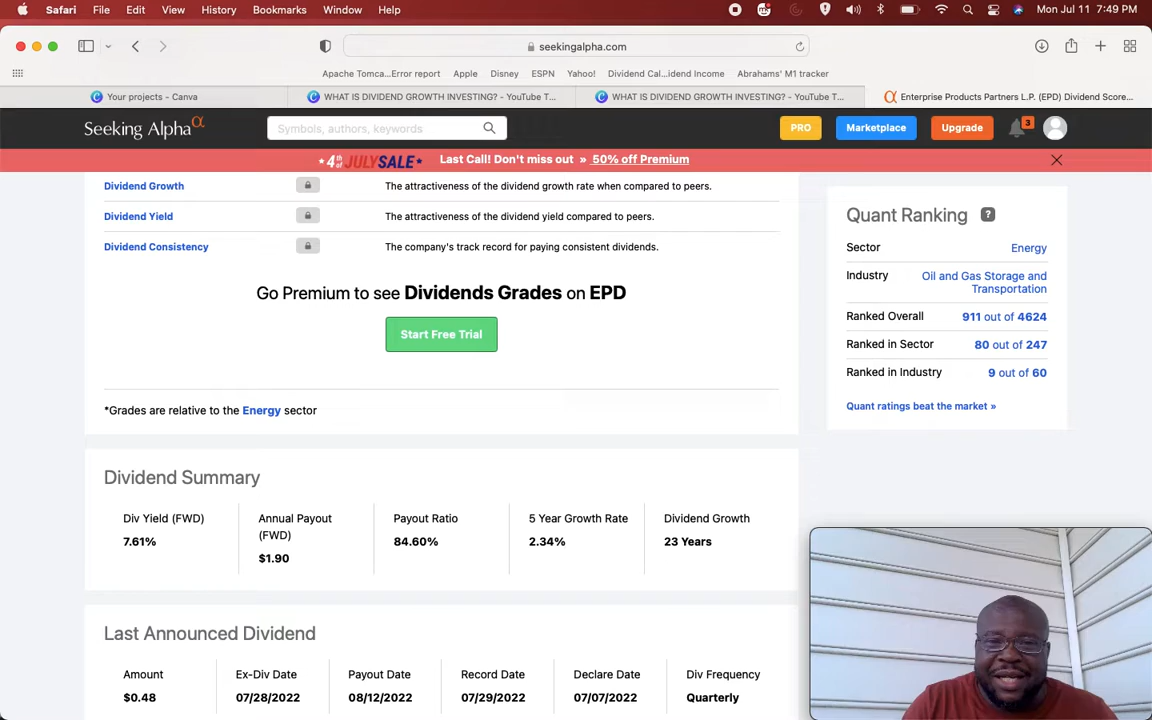 Safari File Edit View History Bookmarks Window Help Mon Jul 11 7:49 PM
seekingalpha.com
Apache Tomca...Error report Apple Disney ESPN Yahoo! Dividend Cal...idend Income Abrahams' M1 tracker
Your projects - Canva WHAT IS DIVIDEND GROWTH INVESTING? - YouTube T... WHAT IS DIVIDEND GROWTH INVESTING? - YouTube T... Enterprise Products Partners L.P. (EPD) Dividend Score...
Seeking Alpha α Symbols, authors, keywords PRO Marketplace Upgrade 3
4th of JULY SALE Last Call! Don't miss out » 50% off Premium
Dividend Growth The attractiveness of the dividend growth rate when compared to peers.
Dividend Yield The attractiveness of the dividend yield compared to peers.
Dividend Consistency The company's track record for paying consistent dividends.
Go Premium to see Dividends Grades on EPD
Start Free Trial
*Grades are relative to the Energy sector
Quant Ranking ?
Sector Energy
Industry Oil and Gas Storage and
Transportation
Ranked Overall 911 out of 4624
Ranked in Sector 80 out of 247
Ranked in Industry 9 out of 60
Quant ratings beat the market »
Dividend Summary
Div Yield (FWD) Annual Payout Payout Ratio 5 Year Growth Rate Dividend Growth
(FWD)
7.61% $1.90 84.60% 2.34% 23 Years
Last Announced Dividend
Amount Ex-Div Date Payout Date Record Date Declare Date Div Frequency
$0.48 07/28/2022 08/12/2022 07/29/2022 07/07/2022 Quarterly